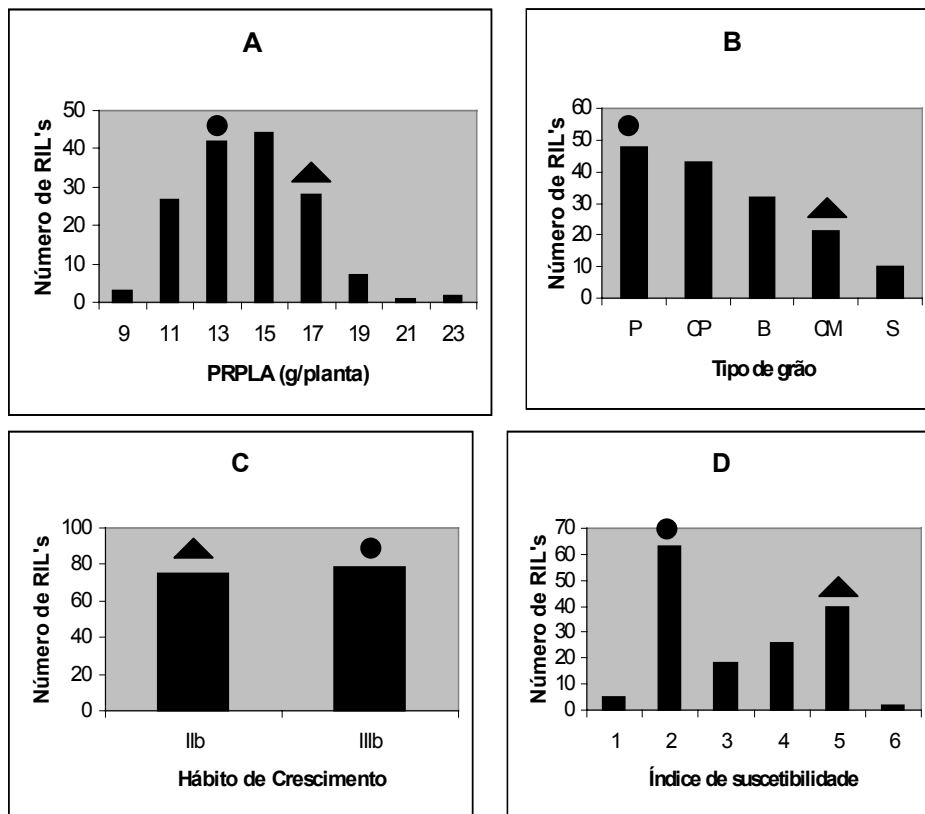 A
Número de RIL's
50
40
30
20
10
0
9 11 13 15 17 19 21 23
PRPLA (g/planta)
B
Número de RIL's
60
50
40
30
20
10
0
P CP B CM S
Tipo de grão
C
Número de RIL's
100
80
60
40
20
0
IIb IIIb
Hábito de Crescimento
D
Número de RIL's
70
60
50
40
30
20
10
0
1 2 3 4 5 6
Índice de suscetibilidade